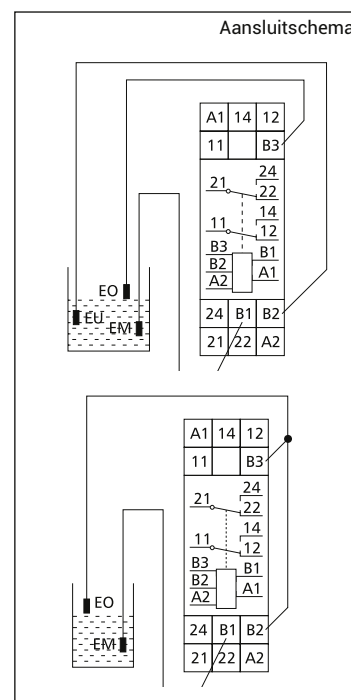 Aansluitschema
A1 14 12
11 B3
24
21 22
14
11 12
B3 B1
B2 A1
A2
EO
EU EM
24 B1 B2
21 22 A2
A1 14 12
11 B3
24
21 22
14
11 12
B3 B1
B2 A1
A2
EO
EM
24 B1 B2
21 22 A2